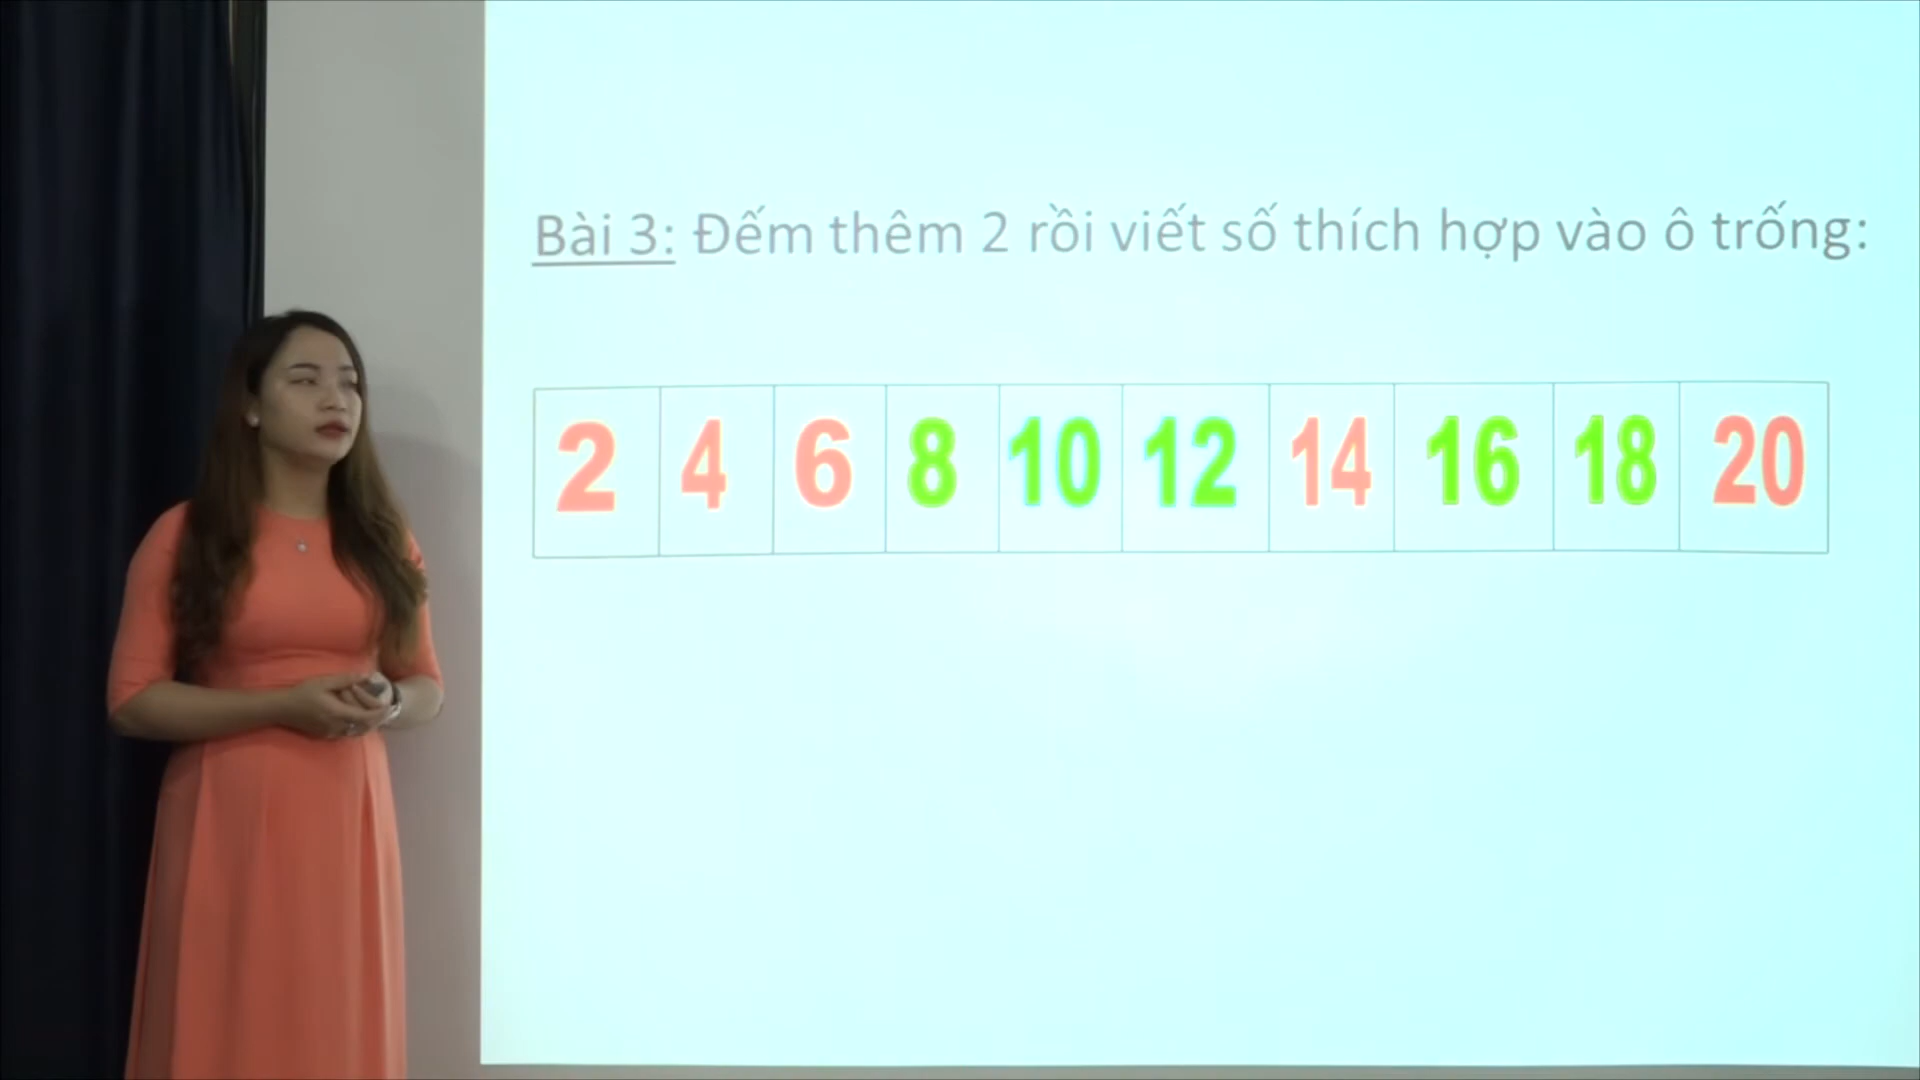 Bài 3: Đếm thêm 2 rồi viết số thích hợp vào ô trống:
2 4 6 8 10 12 14 16 18 20